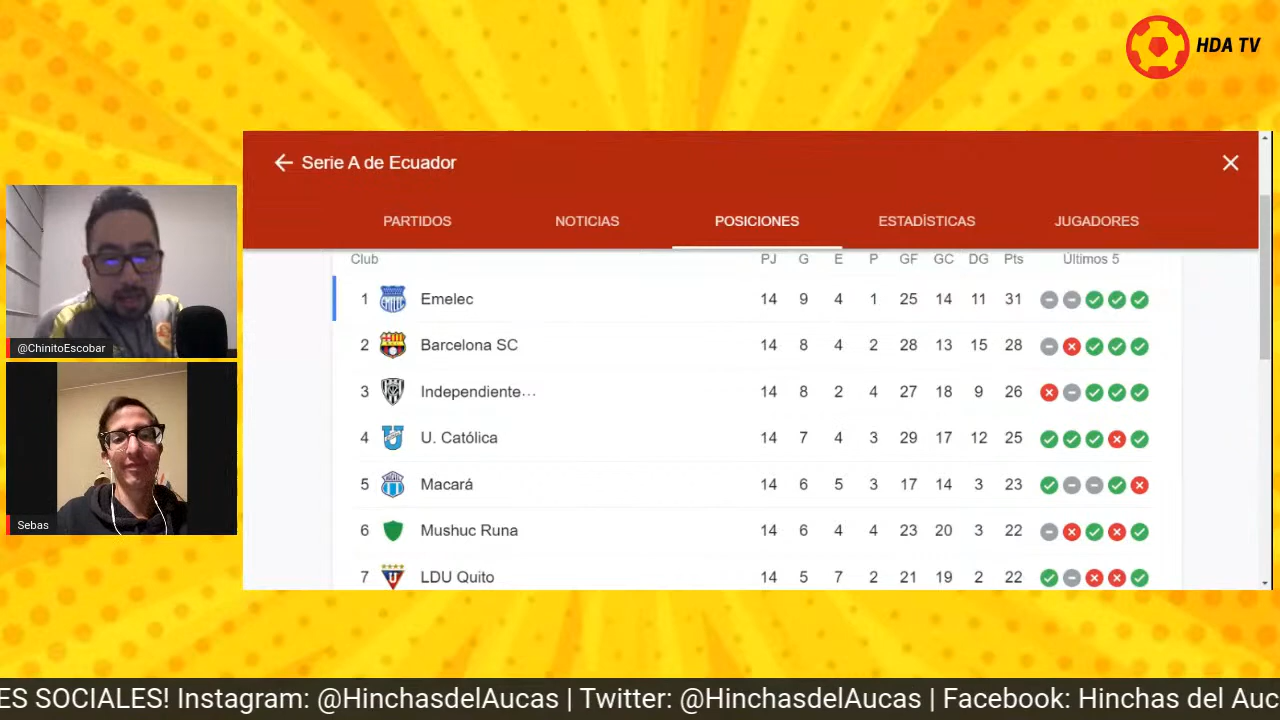 HDA TV
← Serie A de Ecuador ×
PARTIDOS NOTICIAS POSICIONES ESTADÍSTICAS JUGADORES
Club PJ G E P GF GC DG Pts Últimos 5
1 EMELEC Emelec 14 9 4 1 25 14 11 31
2 Barcelona SC 14 8 4 2 28 13 15 28
3 Independiente... 14 8 2 4 27 18 9 26
4 U. Católica 14 7 4 3 29 17 12 25
5 Macará 14 6 5 3 17 14 3 23
6 Mushuc Runa 14 6 4 4 23 20 3 22
7 U LDU Quito 14 5 7 2 21 19 2 22
@ChinitoEscobar
Sebas
ES SOCIALES! Instagram: @HinchasdelAucas | Twitter: @HinchasdelAucas | Facebook: Hinchas del Auc